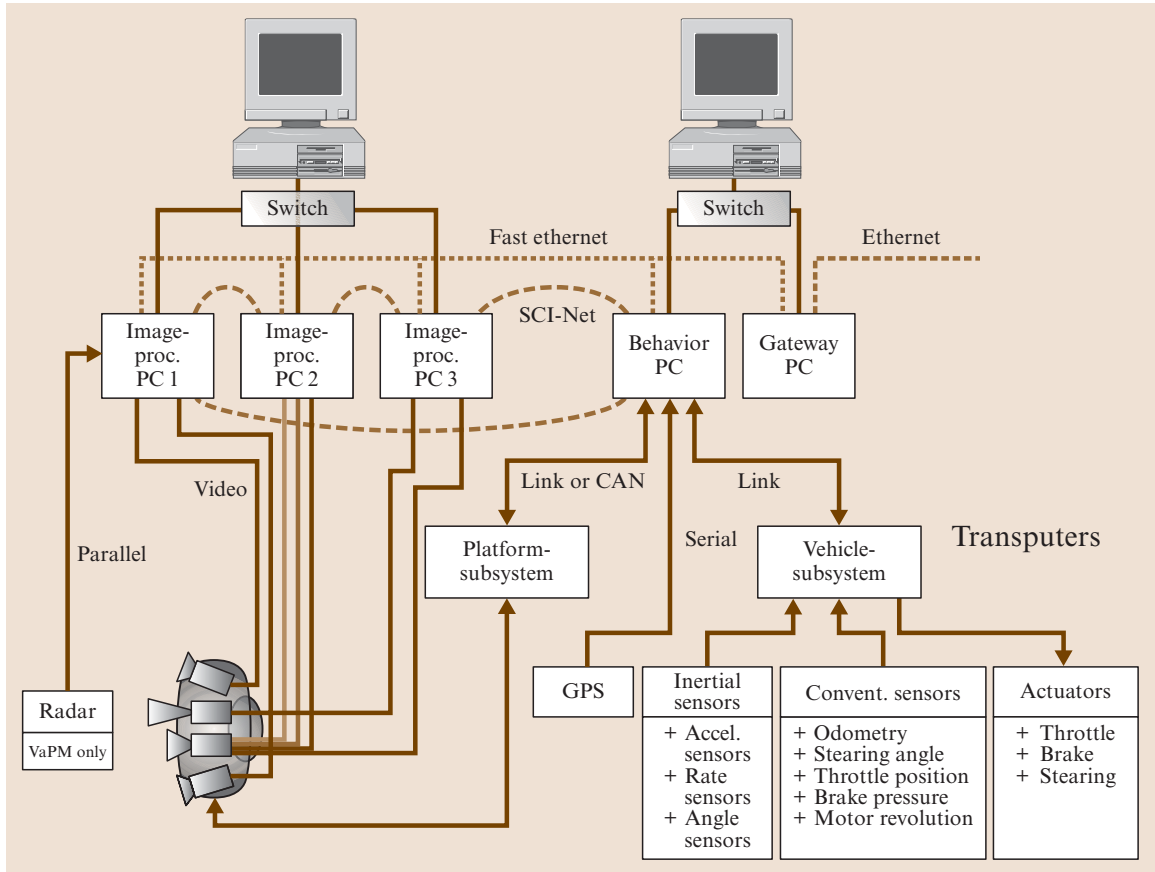 Switch
Switch
Fast ethernet
Ethernet
SCI-Net
Image-
proc.
PC 1
Image-
proc.
PC 2
Image-
proc.
PC 3
Behavior
PC
Gateway
PC
Video
Link or CAN
Link
Parallel
Serial
Platform-
subsystem
Vehicle-
subsystem
Transputers
Radar
VaPM only
GPS
Inertial
sensors
+ Accel.
sensors
+ Rate
sensors
+ Angle
sensors
Convent. sensors
+ Odometry
+ Stearing angle
+ Throttle position
+ Brake pressure
+ Motor revolution
Actuators
+ Throttle
+ Brake
+ Stearing